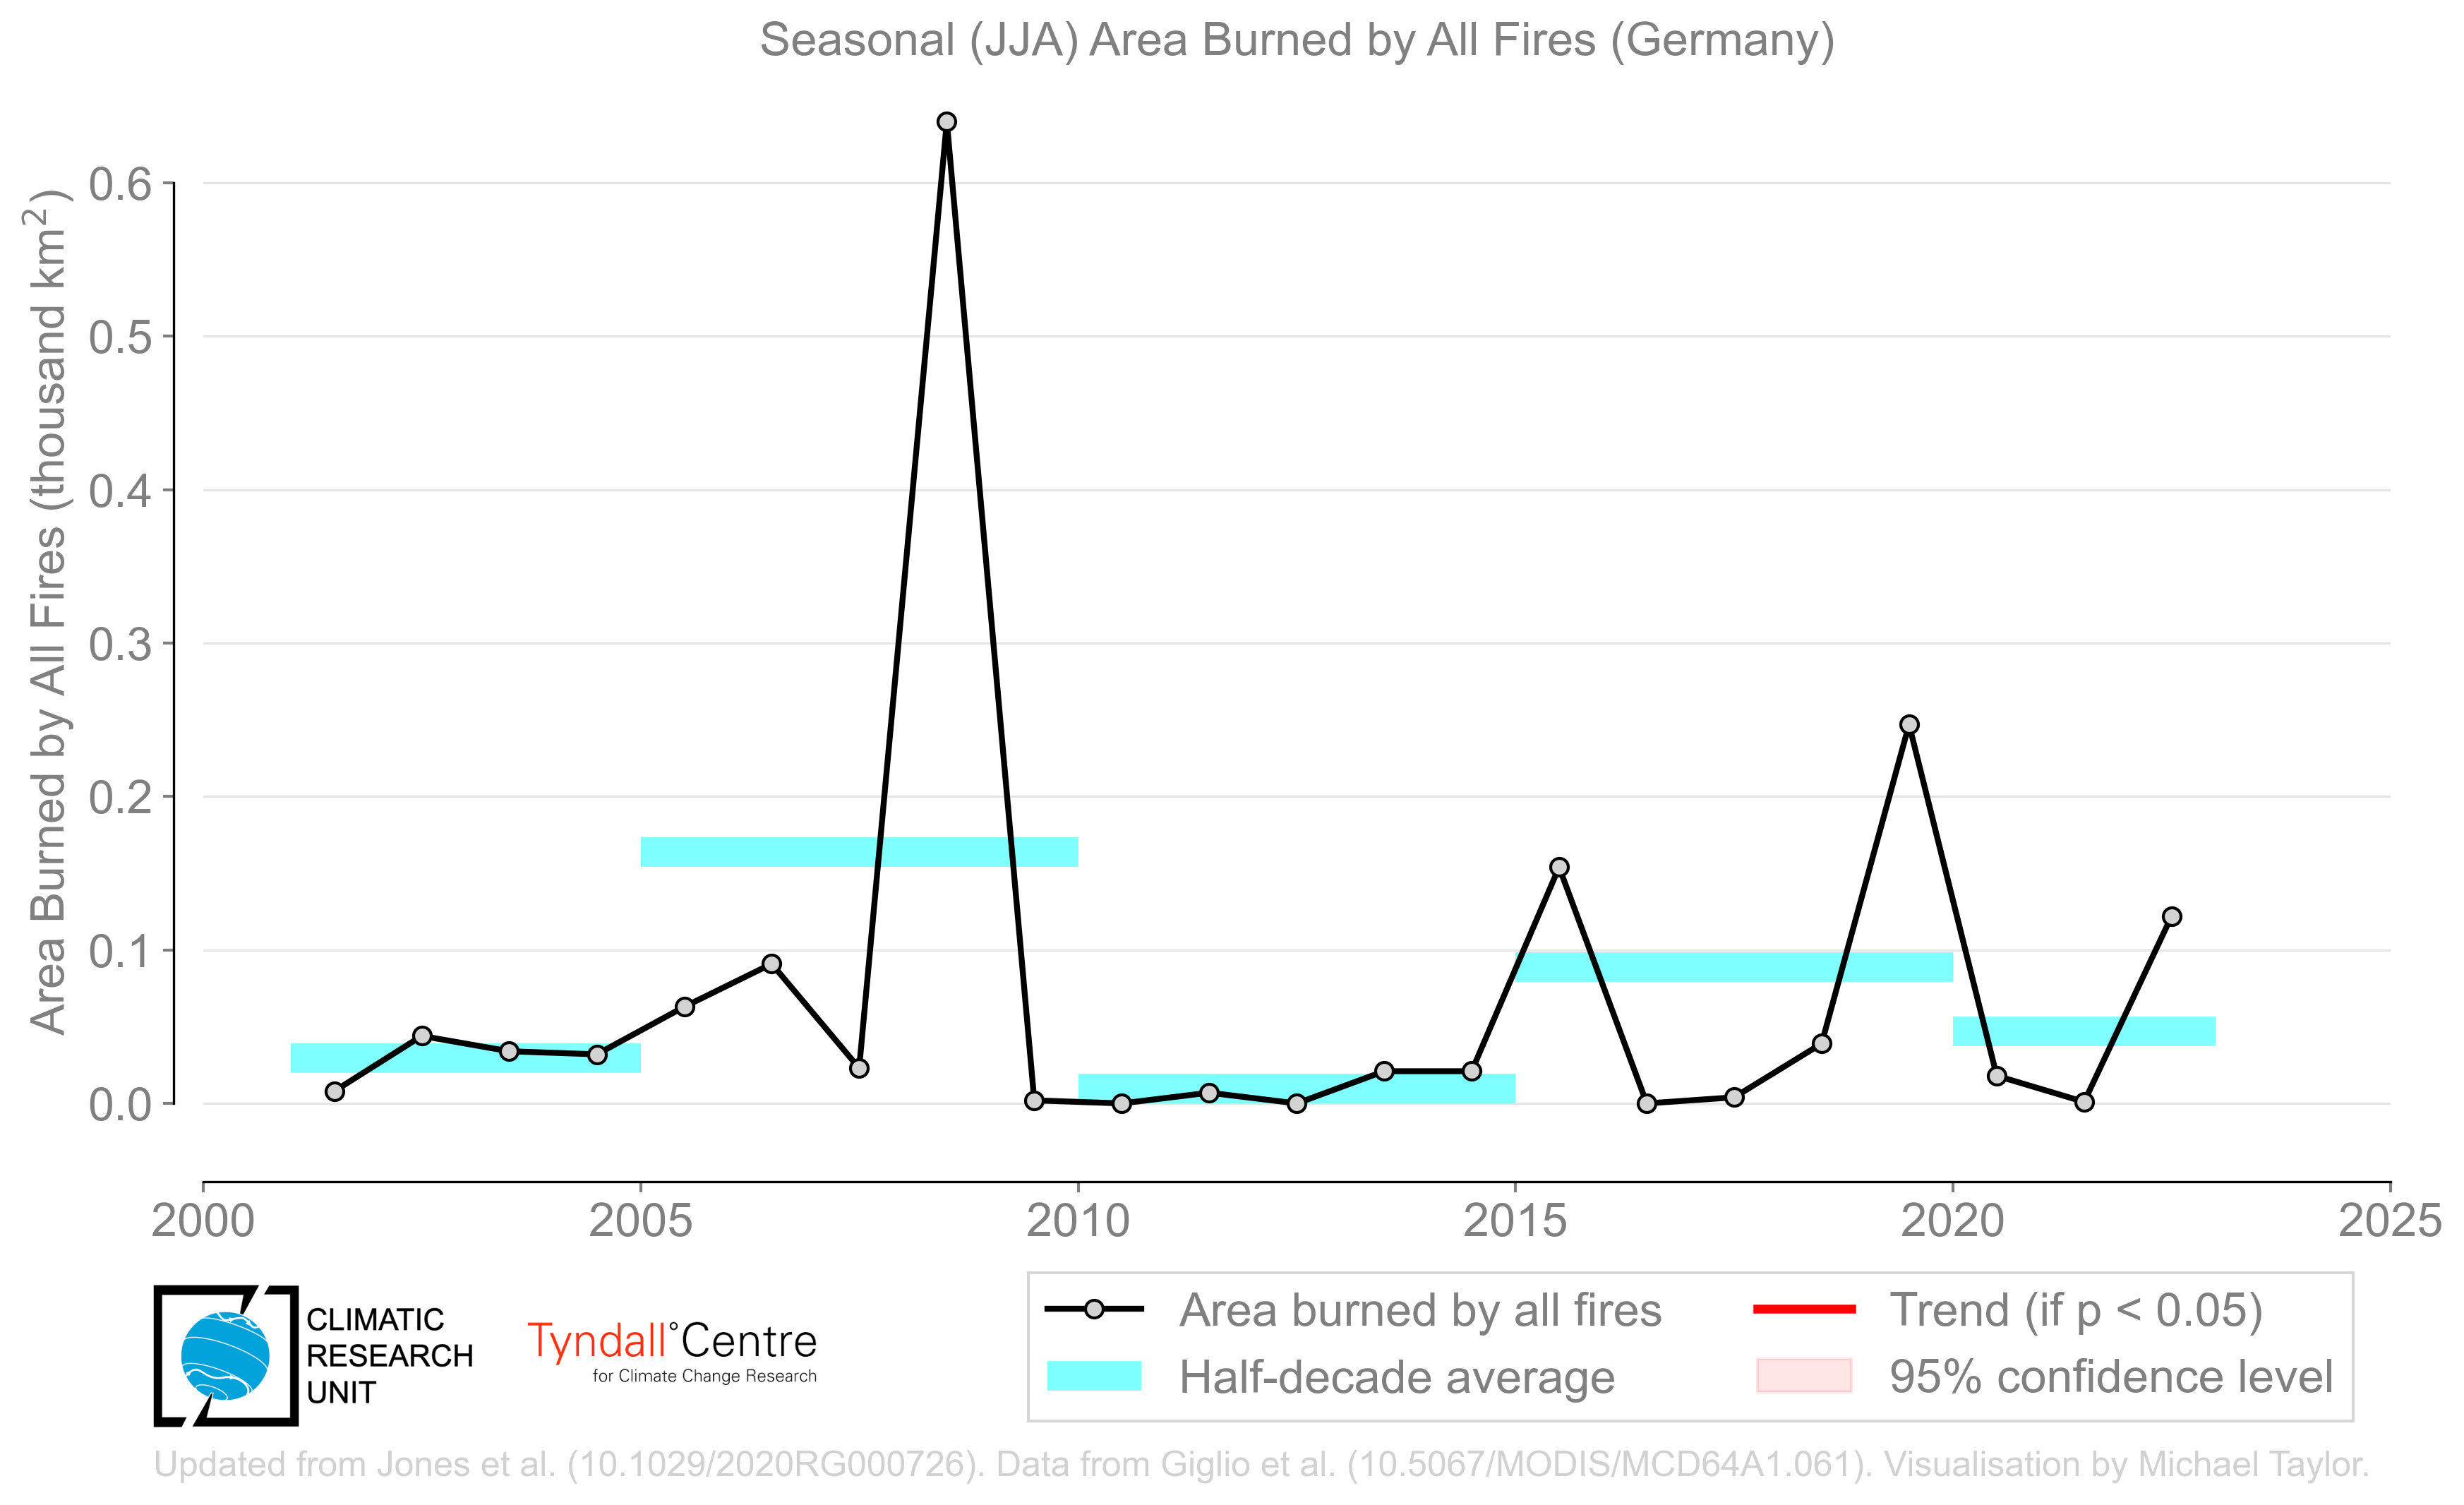 Seasonal (JJA) Area Burned by All Fires (Germany)
Area Burned by All Fires (thousand km²)
0.6
0.5
0.4
0.3
0.2
0.1
0.0
2000 2005 2010 2015 2020 2025
CLIMATIC
RESEARCH
UNIT
Tyndall°Centre
for Climate Change Research
Area burned by all fires
Half-decade average
Trend (if p < 0.05)
95% confidence level
Updated from Jones et al. (10.1029/2020RG000726). Data from Giglio et al. (10.5067/MODIS/MCD64A1.061). Visualisation by Michael Taylor.